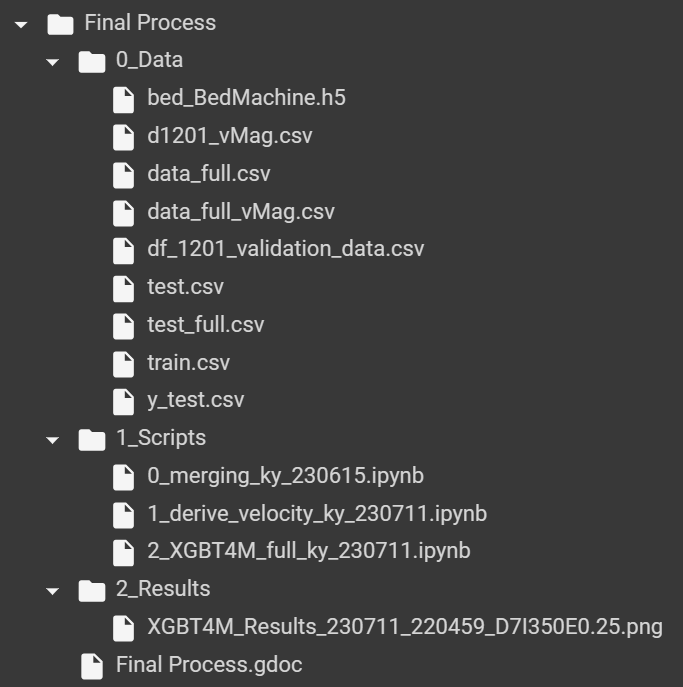 Final Process
0_Data
bed_BedMachine.h5
d1201_vMag.csv
data_full.csv
data_full_vMag.csv
df_1201_validation_data.csv
test.csv
test_full.csv
train.csv
y_test.csv
1_Scripts
0_merging_ky_230615.ipynb
1_derive_velocity_ky_230711.ipynb
2_XGBT4M_full_ky_230711.ipynb
2_Results
XGBT4M_Results_230711_220459_D7I350E0.25.png
Final Process.gdoc